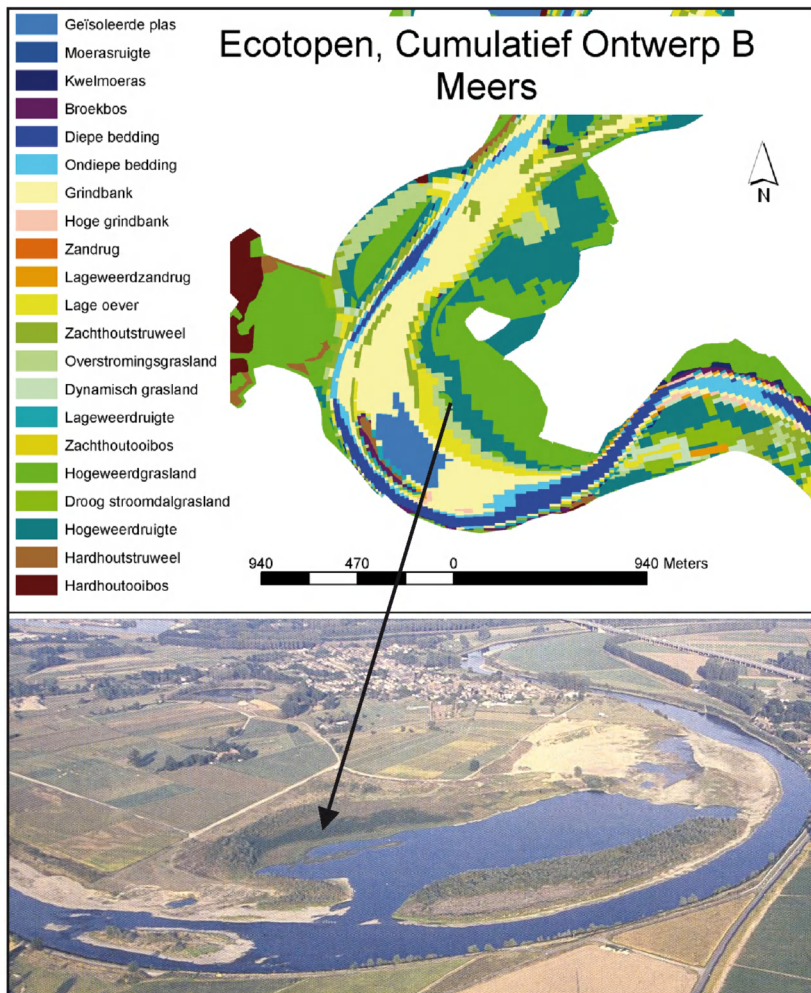 Ecotopen, Cumulatief Ontwerp B
Meers
Geïsoleerde plas
Moerasruigte
Kwelmoeras
Broekbos
Diepe bedding
Ondiepe bedding
Grindbank
Hoge grindbank
Zandrug
Lageweerdzandrug
Lage oever
Zachthoutstruweel
Overstromingsgrasland
Dynamisch grasland
Lageweerdruigte
Zachthoutooibos
Hogeweerdgrasland
Droog stroomdalgrasland
Hogeweerdruigte
Hardhoutstruweel
Hardhoutooibos
N
940 470 0 940 Meters